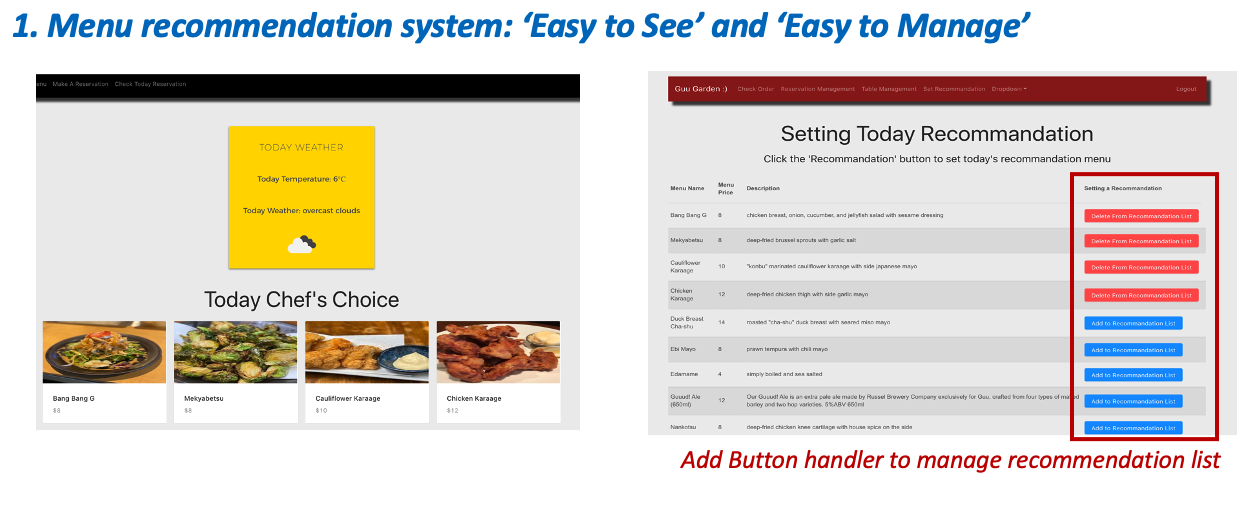 1. Menu recommendation system: ‘Easy to See’ and ‘Easy to Manage’
enu Make A Reservation Check Today Reservation
TODAY WEATHER
Today Temperature: 6°C
Today Weather: overcast clouds
Today Chef's Choice
Bang Bang G
$8
Mekyabetsu
$8
Cauliflower Karaage
$10
Chicken Karaage
$12
Guu Garden :) Check Order Reservation Management Table Management Set Recommandation Dropdown Logout
Setting Today Recommandation
Click the 'Recommandation' button to set today's recommandation menu
Menu Name Menu Price Description Setting a Recommandation
Bang Bang G 8 chicken breast, onion, cucumber, and jellyfish salad with sesame dressing Delete From Recommandation List
Mekyabetsu 8 deep-fried brussel sprouts with garlic salt Delete From Recommandation List
Cauliflower Karaage 10 "konbu" marinated cauliflower karaage with side japanese mayo Delete From Recommandation List
Chicken Karaage 12 deep-fried chicken thigh with side garlic mayo Delete From Recommandation List
Duck Breast Cha-shu 14 roasted "cha-shu" duck breast with seared miso mayo Add to Recommandation List
Ebi Mayo 8 prawn tempura with chili mayo Add to Recommandation List
Edamame 4 simply boiled and sea salted Add to Recommandation List
Guuud! Ale (650ml) 12 Our Guuud! Ale is an extra pale ale made by Russel Brewery Company exclusively for Guu, crafted from four types of malted
barley and two hop varieties. 5%ABV 650ml Add to Recommandation List
Nankotsu 8 deep-fried chicken knee cartilage with house spice on the side Add to Recommandation List
Add Button handler to manage recommendation list